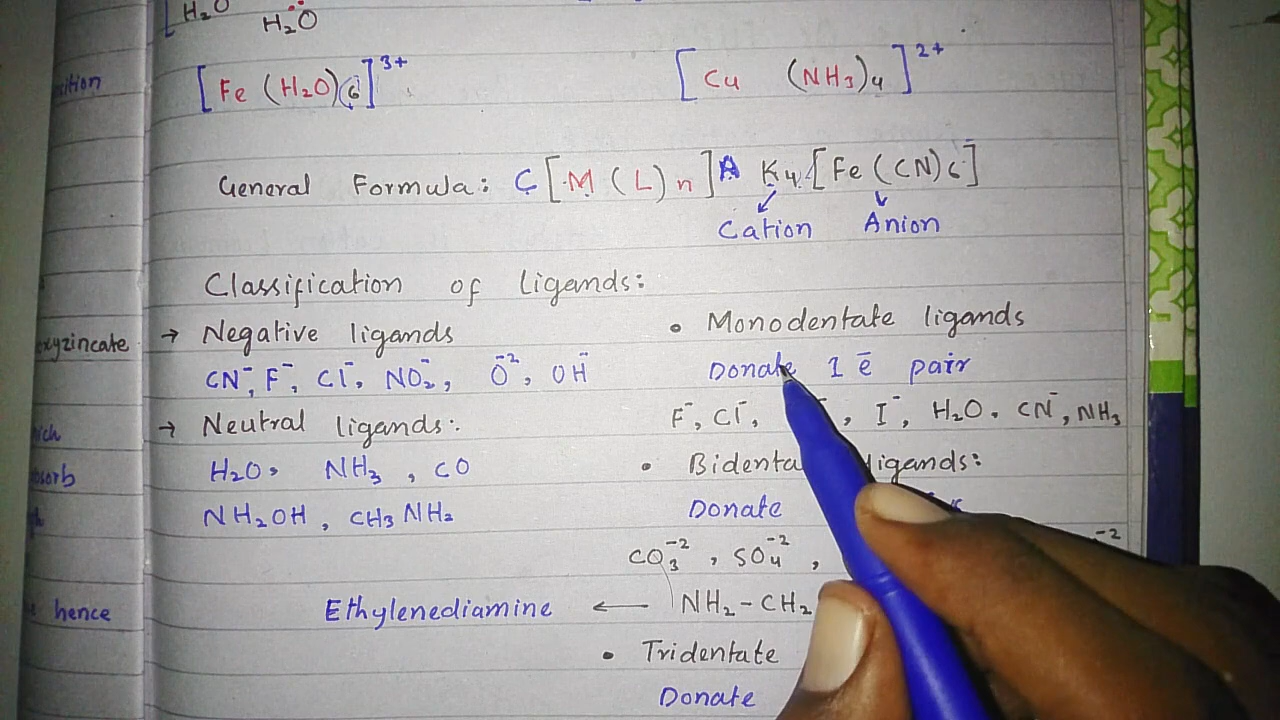 [H₂O
H₂O
[Fe (H₂O)6]³⁺ [Cu (NH₃)₄]²⁺
General Formula: C[M (L) n]A K₄[Fe (CN)6]
Cation Anion
Classification of ligands:
→ Negative ligands
CN⁻, F⁻, Cl⁻, NO₂⁻, O⁻², OH⁻
→ Neutral ligands:
H₂O, NH₃, CO
NH₂OH, CH₃NH₂
• Monodentate ligands
Donate 1 ē pair
F⁻, Cl⁻, ⁻, I⁻, H₂O, CN⁻, NH₃
• ligands:
Donate
CO₃⁻², SO₄⁻², ⁻²
Ethylenediamine ← NH₂-CH₂
• Tridentate
Donate
hence